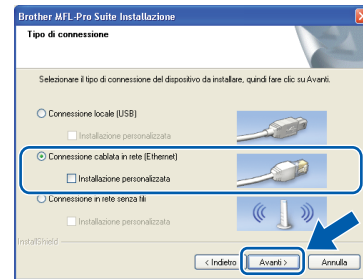 Brother MFL-Pro Suite Installazione
Tipo di connessione
Selezionare il tipo di connessione del dispositivo da installare, quindi fare clic su Avanti.
Connessione locale (USB)
Installazione personalizzata
Connessione cablata in rete (Ethernet)
Installazione personalizzata
Connessione in rete senza fili
Installazione personalizzata
InstallShield
< Indietro
Avanti >
Annulla